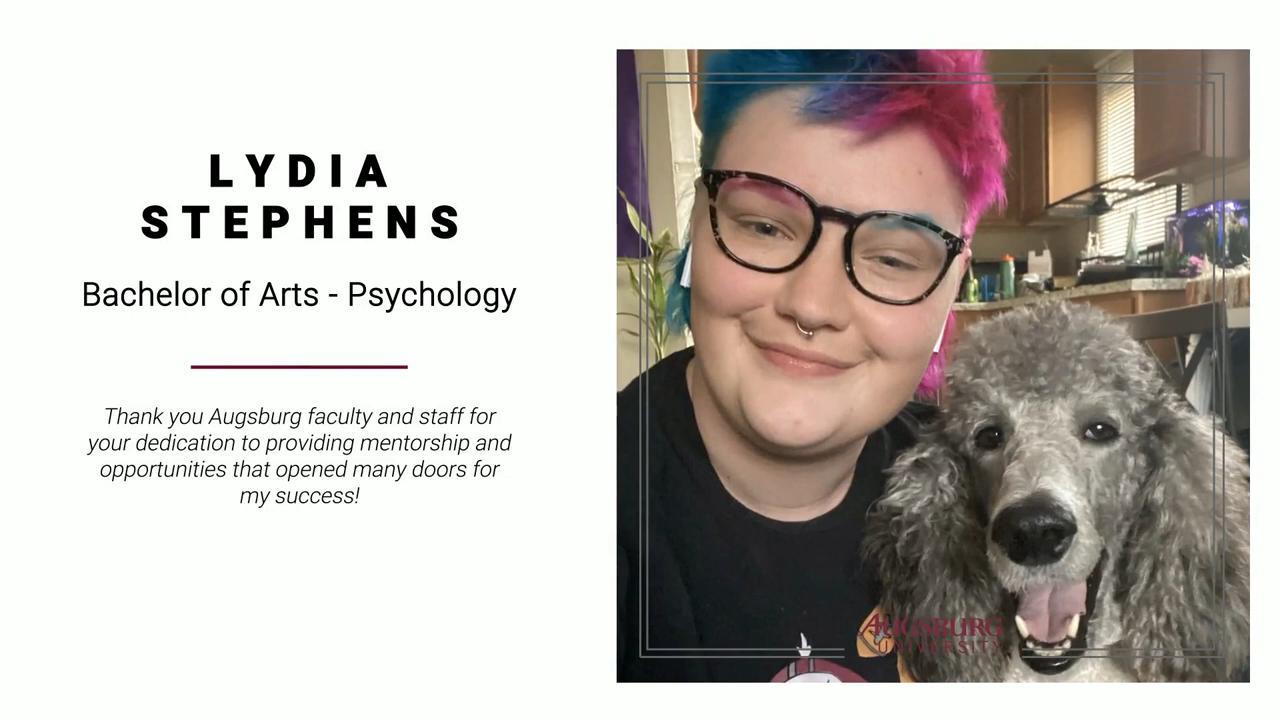 LYDIA
STEPHENS
Bachelor of Arts - Psychology
Thank you Augsburg faculty and staff for
your dedication to providing mentorship and
opportunities that opened many doors for
my success!
AUGSBURG
UNIVERSITY